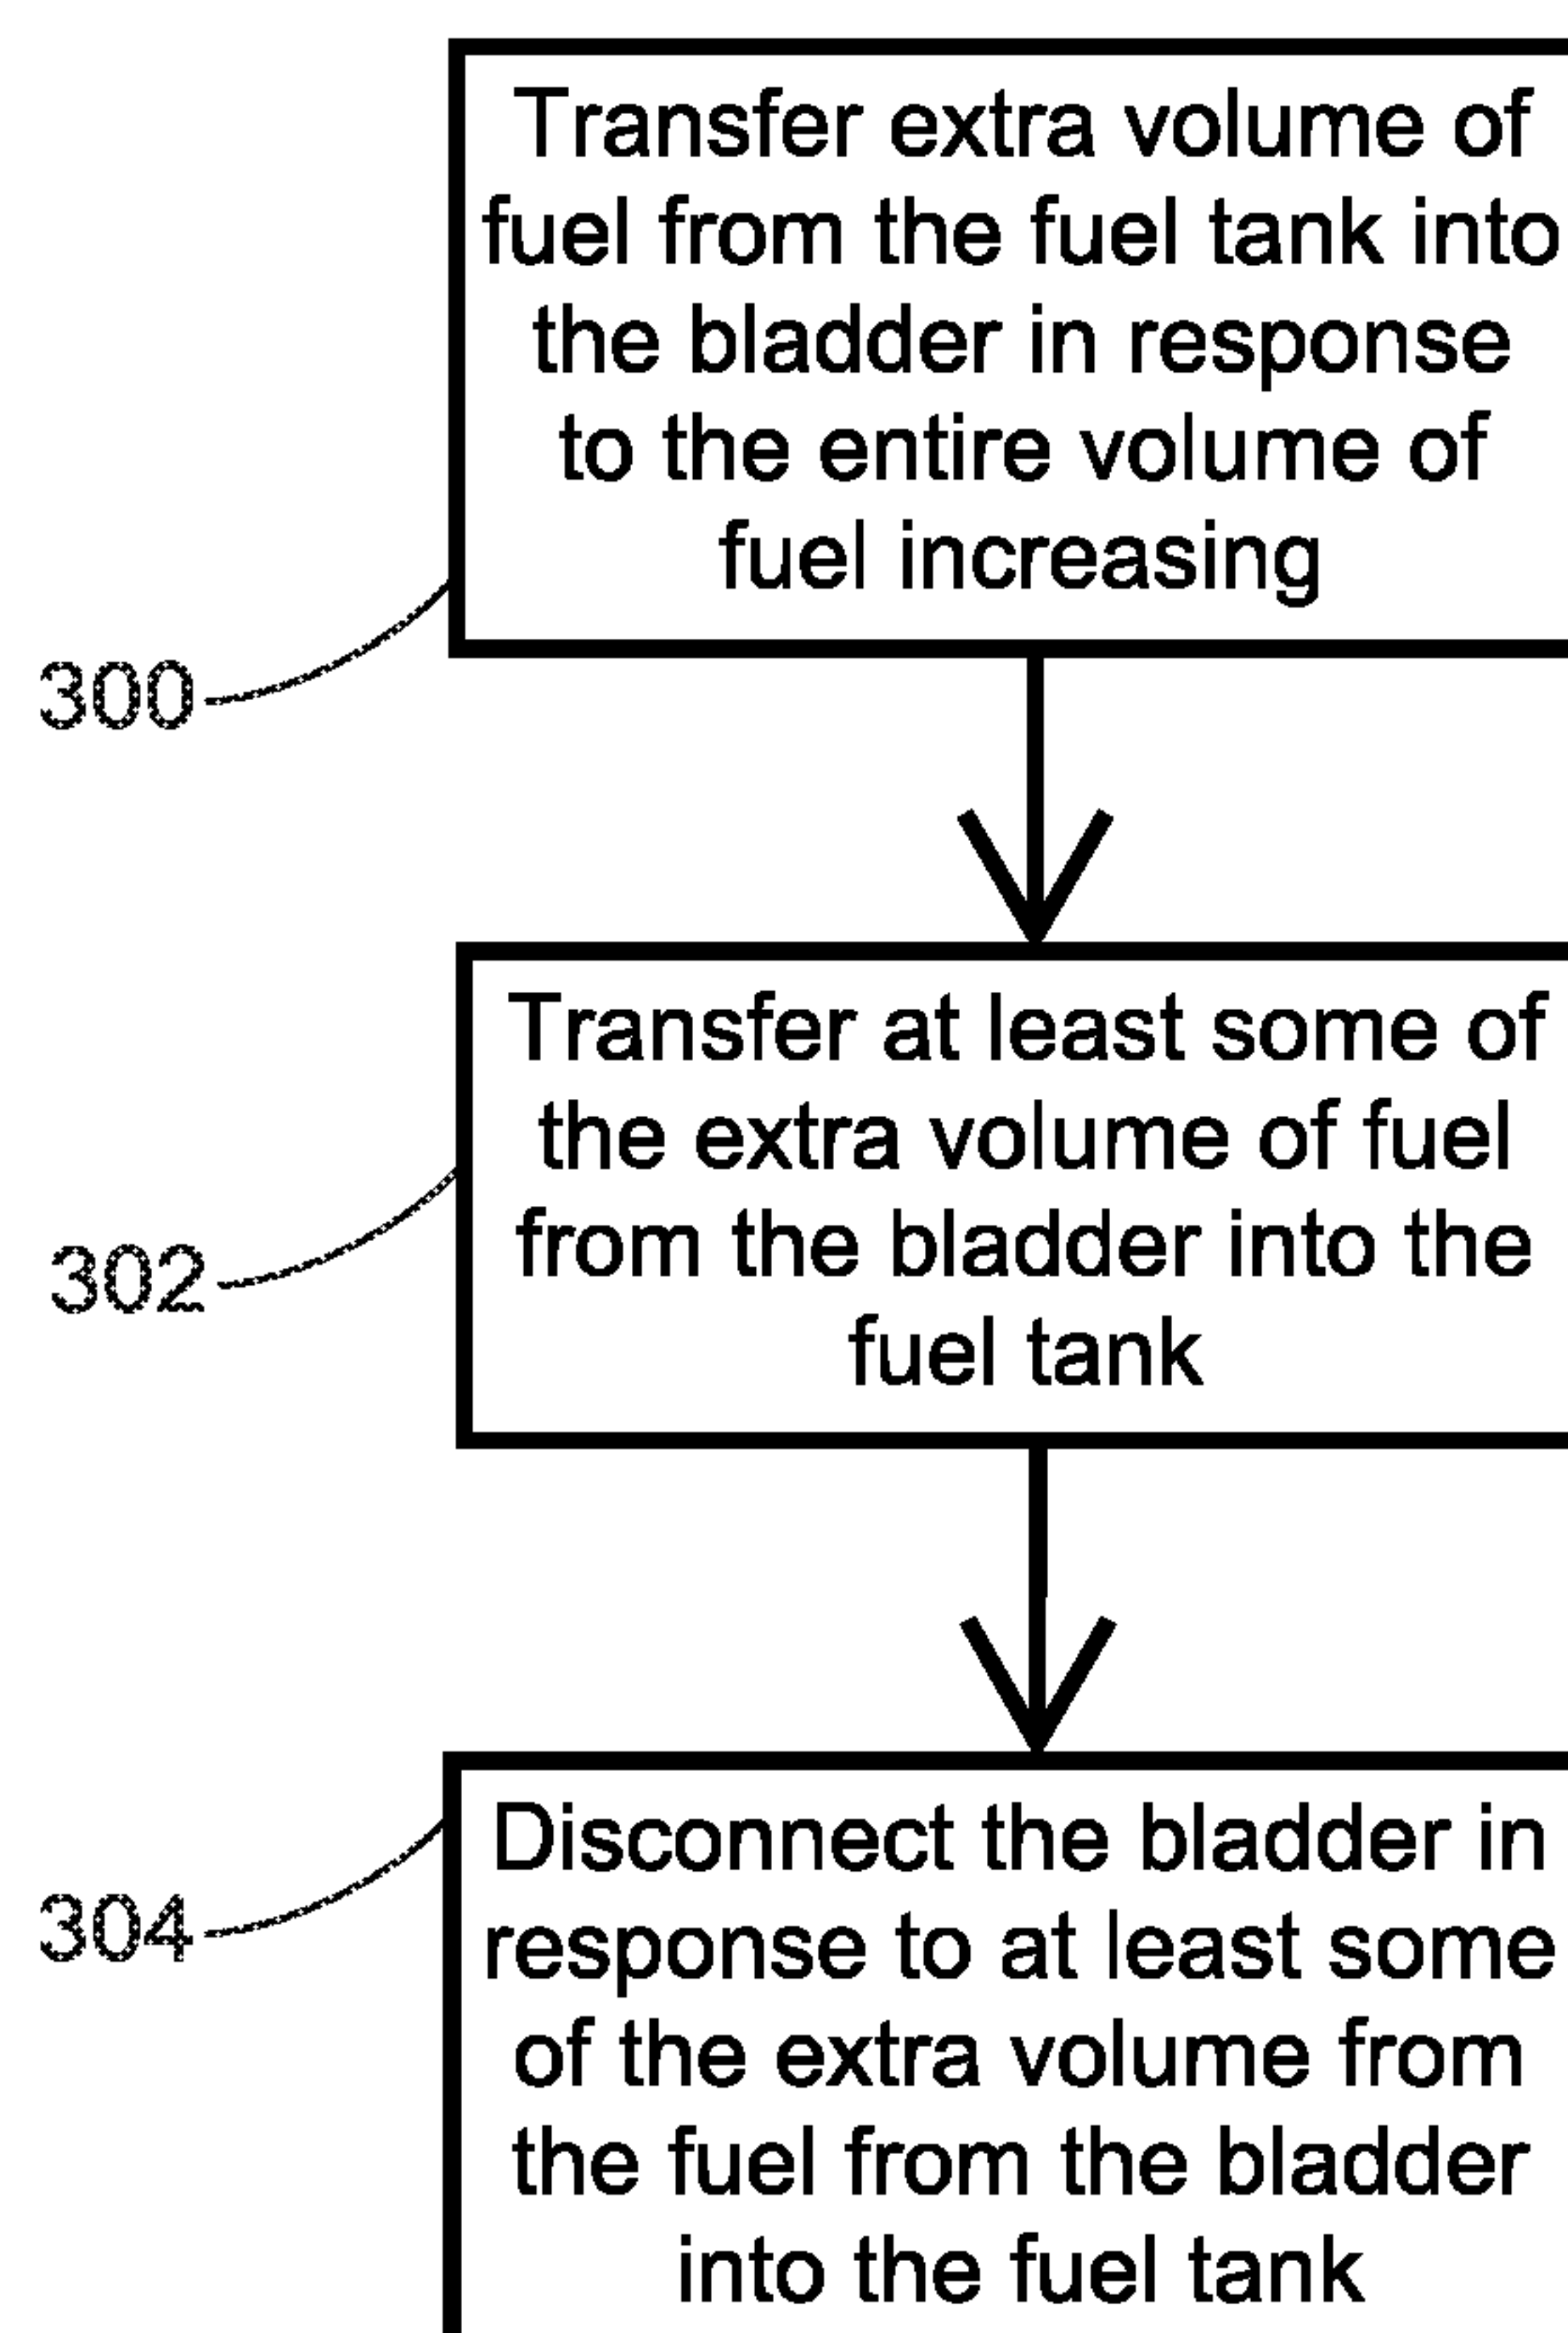 Transfer extra volume of
fuel from the fuel tank into
the bladder in response
to the entire volume of
fuel increasing
300
Transfer at least some of
the extra volume of fuel
from the bladder into the
fuel tank
302
Disconnect the bladder in
response to at least some
of the extra volume from
the fuel from the bladder
into the fuel tank
304